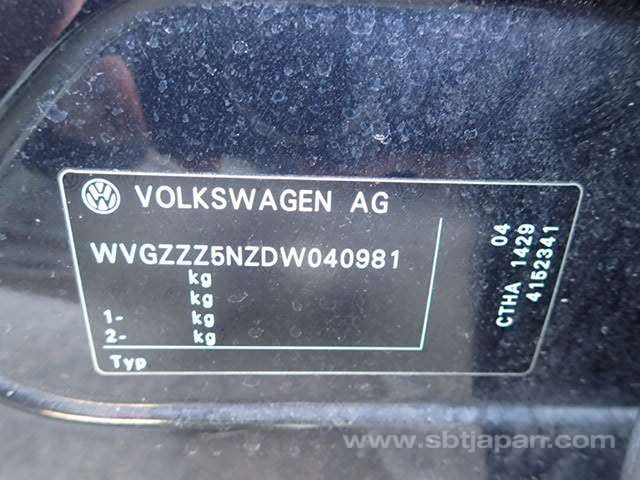 VOLKSWAGEN AG
WVGZZZ5NZDW040981
kg
kg
1- kg
2- kg
Typ
04
CTHA 1429
4152341
www.sbtjapan.com